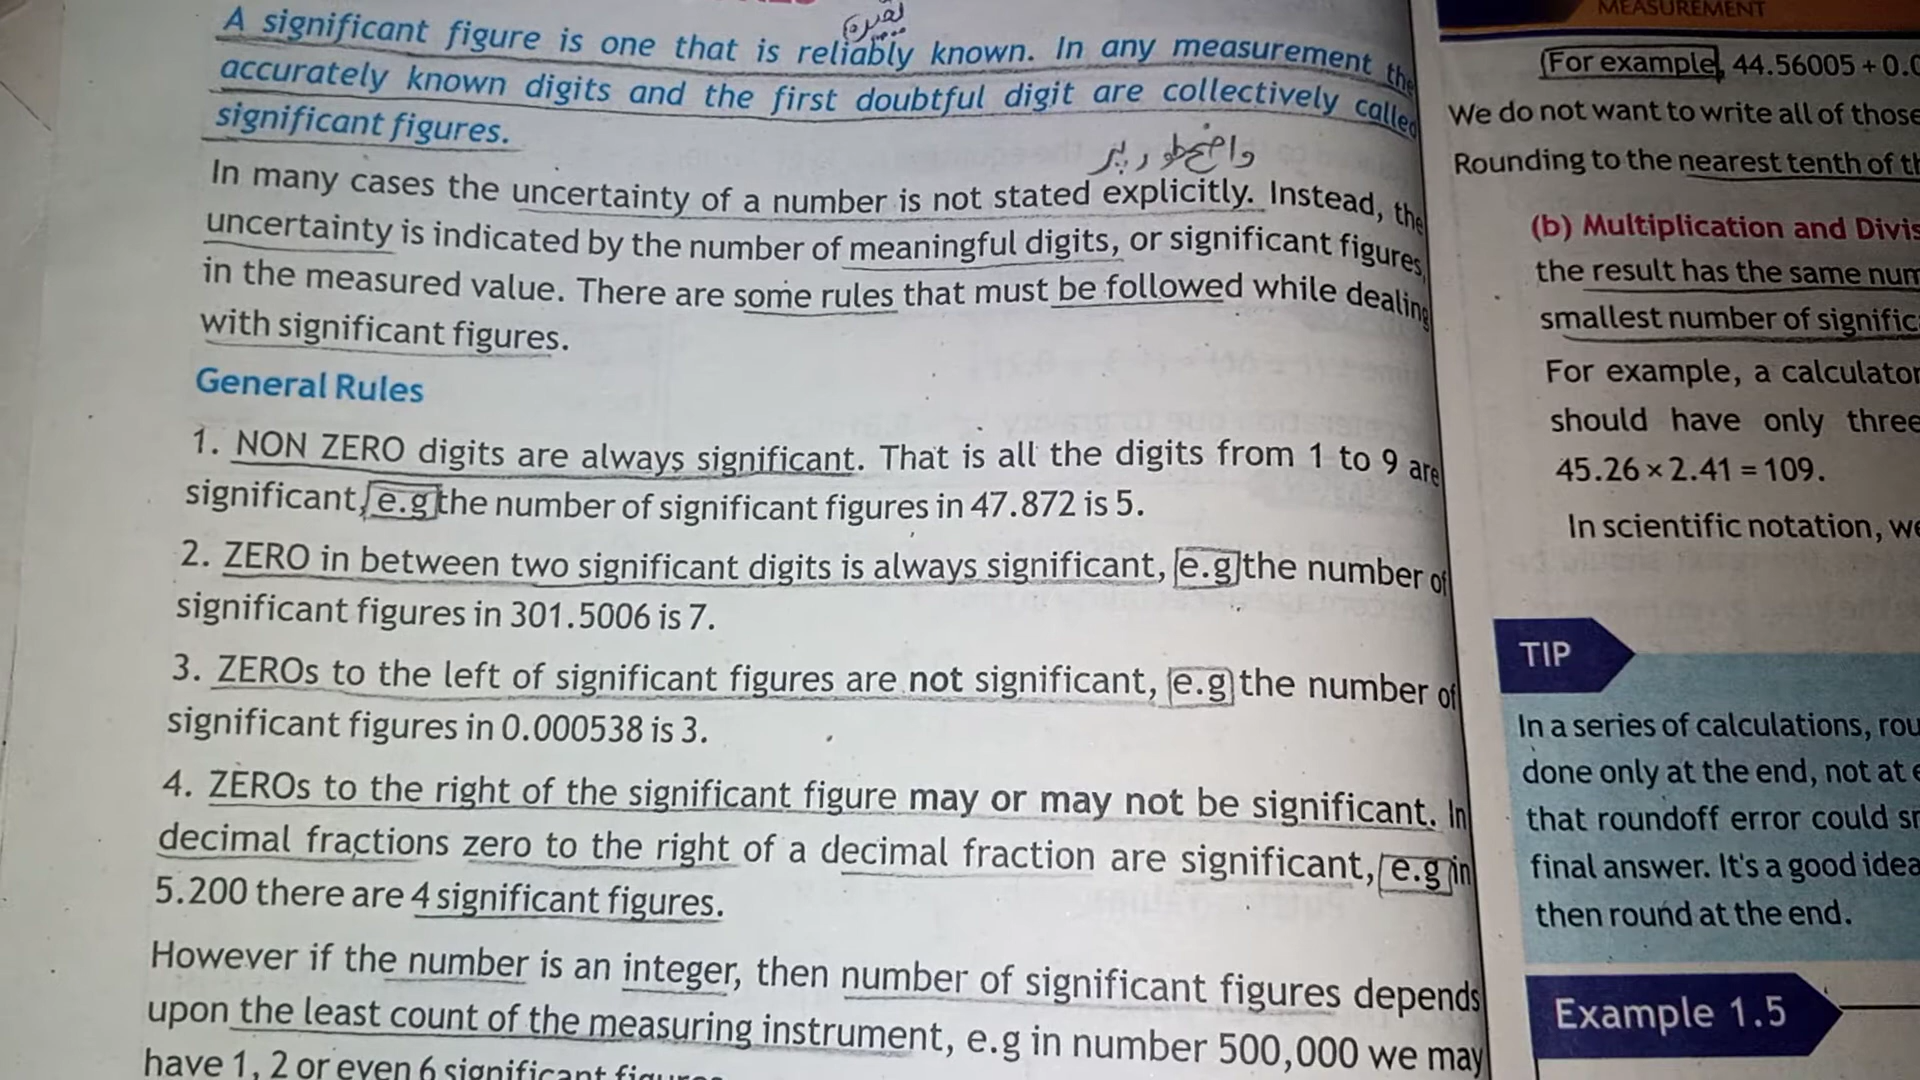 A significant figure is one that is reliably known. In any measurement the
accurately known digits and the first doubtful digit are collectively called
significant figures.
واضح طور پر
In many cases the uncertainty of a number is not stated explicitly. Instead, the
uncertainty is indicated by the number of meaningful digits, or significant figures,
in the measured value. There are some rules that must be followed while dealing
with significant figures.
General Rules
1. NON ZERO digits are always significant. That is all the digits from 1 to 9 are
significant, e.g the number of significant figures in 47.872 is 5.
2. ZERO in between two significant digits is always significant, e.g the number of
significant figures in 301.5006 is 7.
3. ZEROs to the left of significant figures are not significant, e.g the number of
significant figures in 0.000538 is 3.
4. ZEROs to the right of the significant figure may or may not be significant. In
decimal fractions zero to the right of a decimal fraction are significant, e.g in
5.200 there are 4 significant figures.
However if the number is an integer, then number of significant figures depends
upon the least count of the measuring instrument, e.g in number 500,000 we may
have 1, 2 or even 6 significant figures
MEASUREMENT
For example, 44.56005 + 0.0
We do not want to write all of those
Rounding to the nearest tenth of
(b) Multiplication and
the result has the same
smallest number of
For example, a calculator
should have only three
45.26 × 2.41 = 109.
In scientific notation, we
TIP
In a series of calculations,
done only at the end, not at
that roundoff error could
final answer. It's a good idea
then round at the end.
Example 1.5